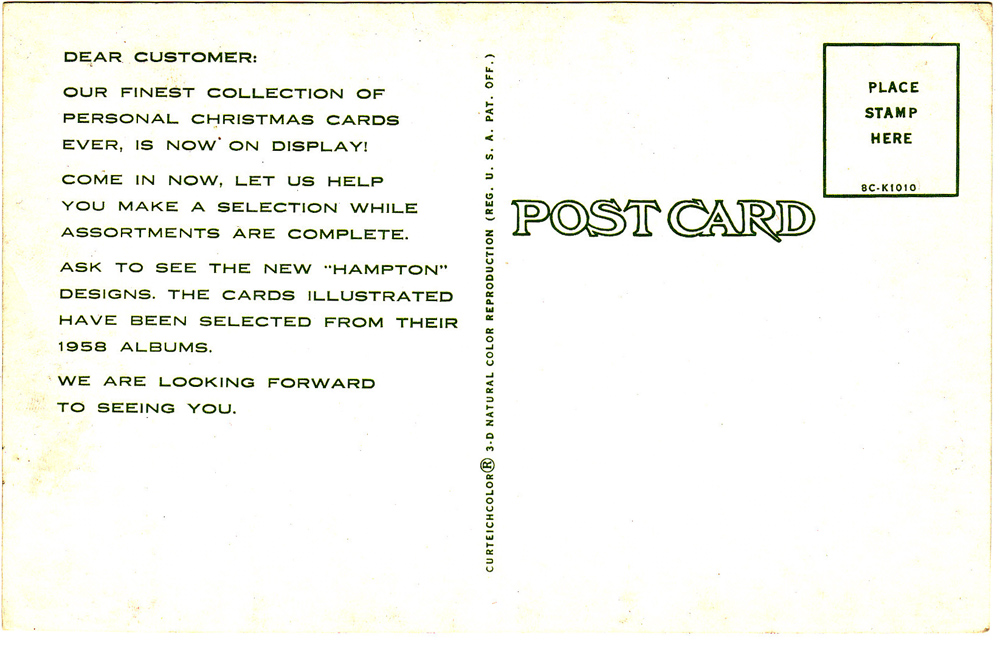 DEAR CUSTOMER:
OUR FINEST COLLECTION OF
PERSONAL CHRISTMAS CARDS
EVER, IS NOW ON DISPLAY!
COME IN NOW, LET US HELP
YOU MAKE A SELECTION WHILE
ASSORTMENTS ARE COMPLETE.
ASK TO SEE THE NEW "HAMPTON"
DESIGNS. THE CARDS ILLUSTRATED
HAVE BEEN SELECTED FROM THEIR
1958 ALBUMS.
WE ARE LOOKING FORWARD
TO SEEING YOU.
CURTEICHCOLOR® 3-D NATURAL COLOR REPRODUCTION (REG. U. S. A. PAT. OFF.)
POST CARD
PLACE
STAMP
HERE
8C-K1010